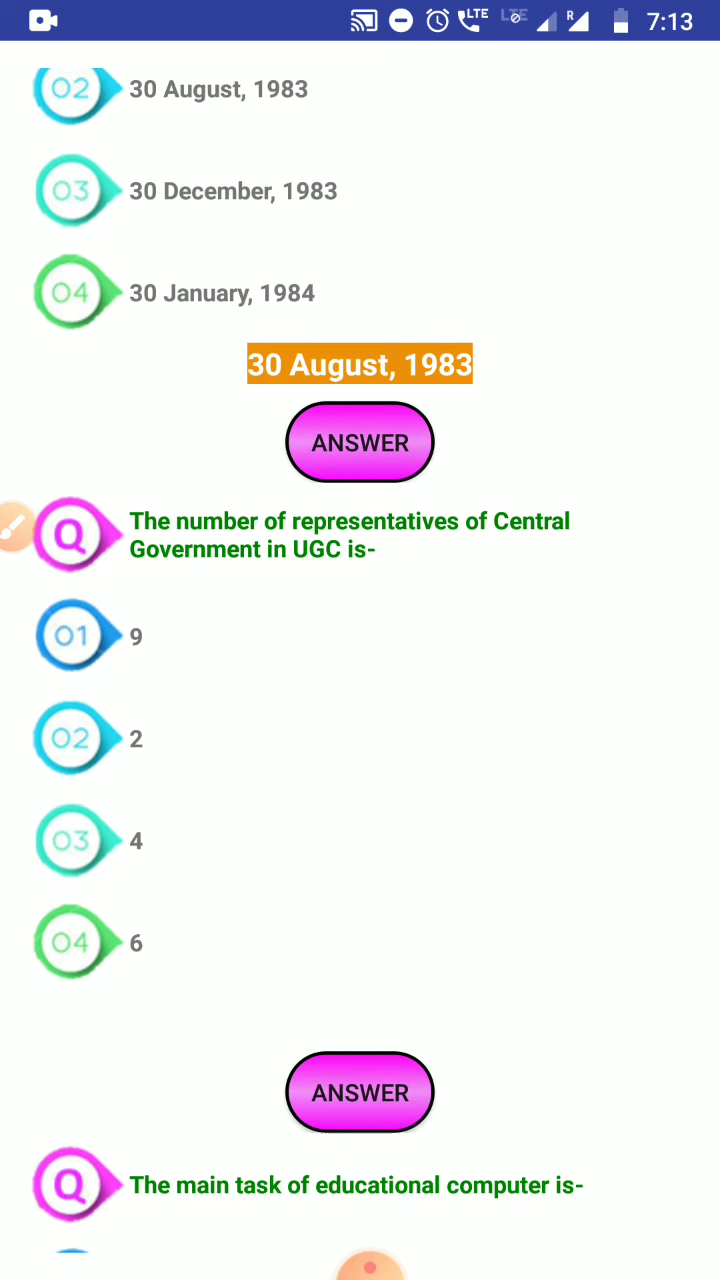 LTE LTE R 7:13
02 30 August, 1983
03 30 December, 1983
04 30 January, 1984
30 August, 1983
ANSWER
Q The number of representatives of Central
Government in UGC is-
01 9
02 2
03 4
04 6
ANSWER
Q The main task of educational computer is-